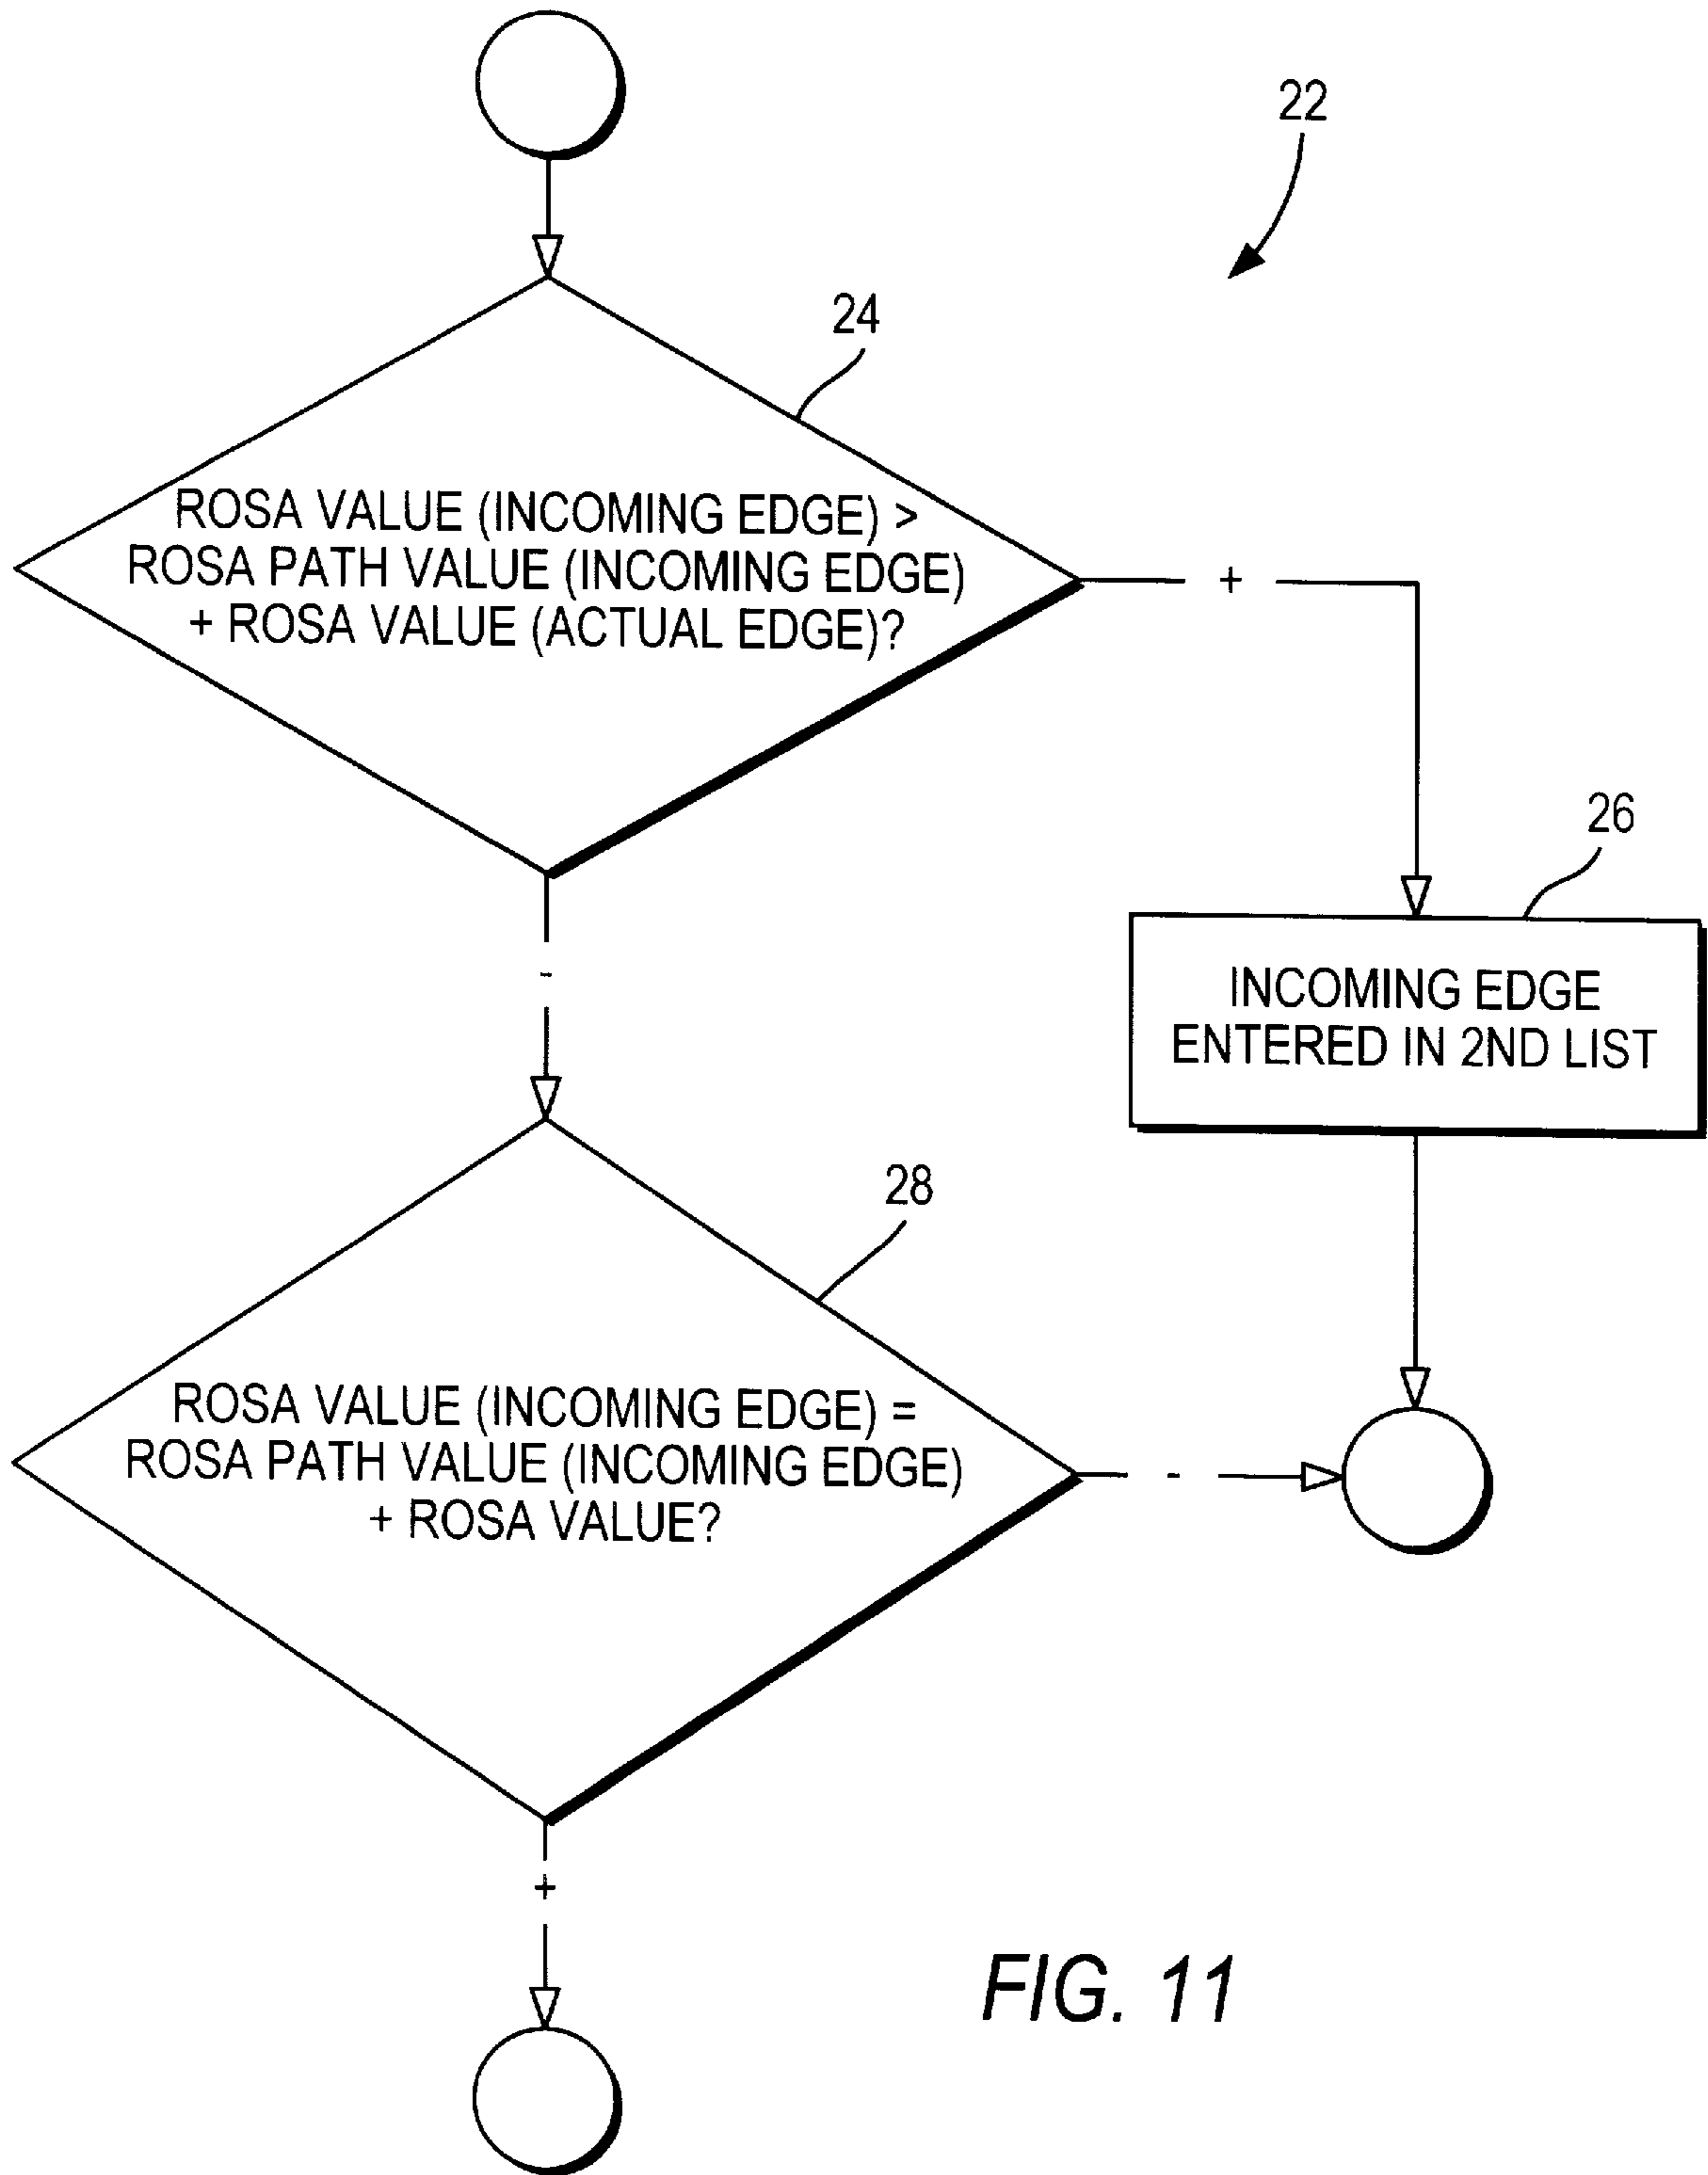 22
24
ROSA VALUE (INCOMING EDGE) >
ROSA PATH VALUE (INCOMING EDGE)
+ ROSA VALUE (ACTUAL EDGE)?
+
26
INCOMING EDGE
ENTERED IN 2ND LIST
-
28
ROSA VALUE (INCOMING EDGE) =
ROSA PATH VALUE (INCOMING EDGE)
+ ROSA VALUE?
-
+
FIG. 11